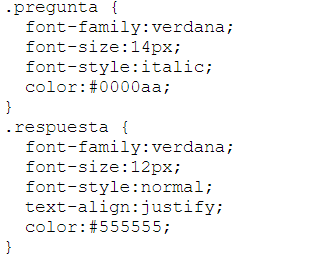 .pregunta {
  font-family:verdana;
  font-size:14px;
  font-style:italic;
  color:#0000aa;
}
.respuesta {
  font-family:verdana;
  font-size:12px;
  font-style:normal;
  text-align:justify;
  color:#555555;
}